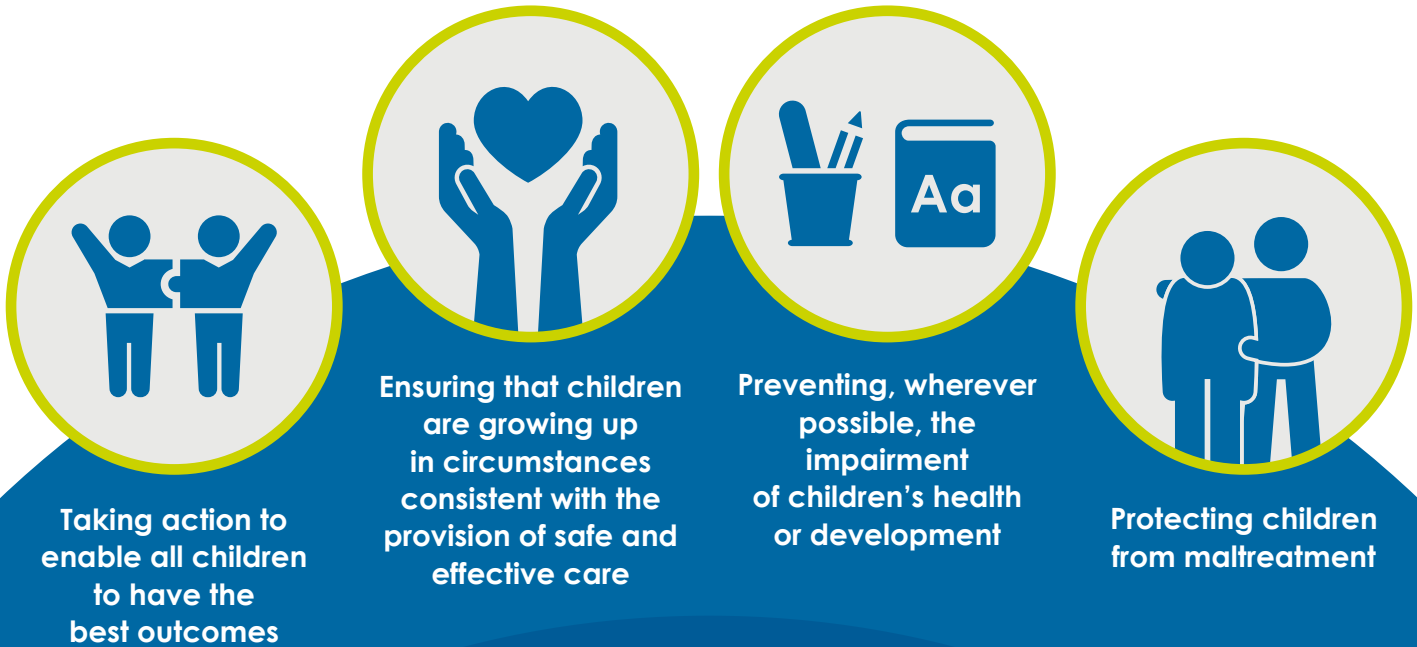 Aa
Taking action to
enable all children
to have the
best outcomes
Ensuring that children
are growing up
in circumstances
consistent with the
provision of safe and
effective care
Preventing, wherever
possible, the
impairment
of children’s health
or development
Protecting children
from maltreatment